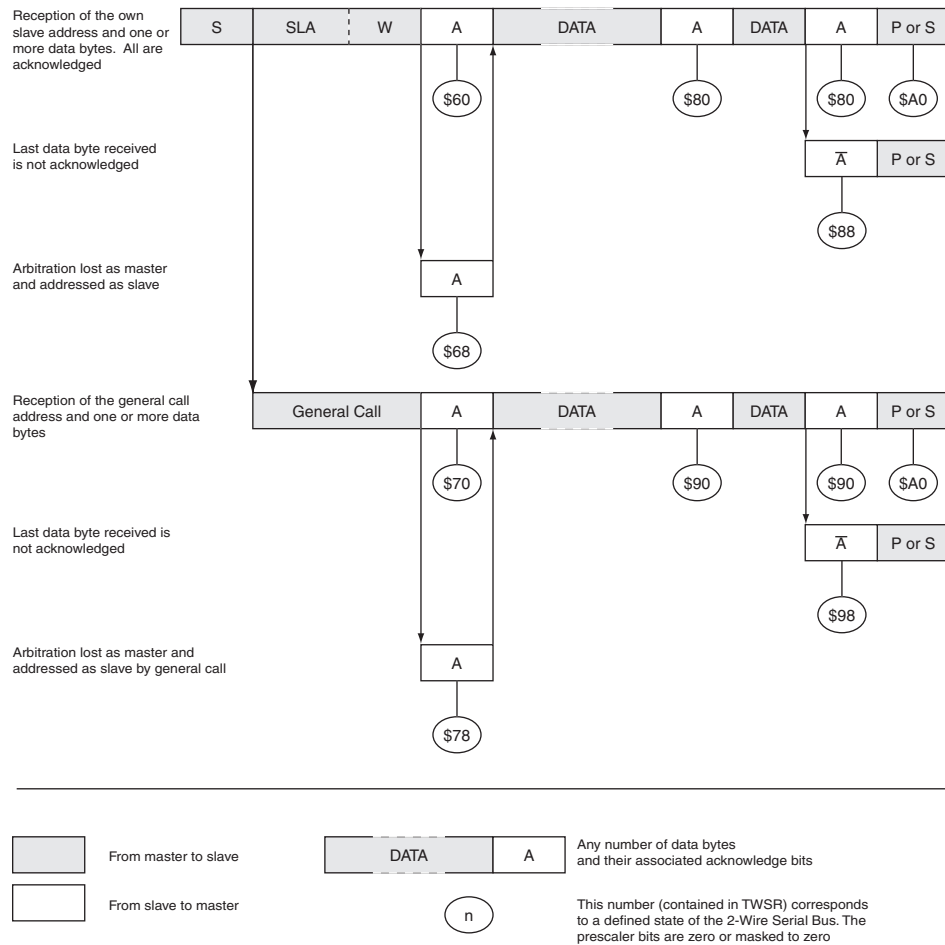 Reception of the own
slave address and one or
more data bytes.  All are
acknowledged
S SLA W A DATA A DATA A P or S
$60 $80 $80 $A0
Last data byte received
is not acknowledged
A̅ P or S
$88
Arbitration lost as master
and addressed as slave
A
$68
Reception of the general call
address and one or more data
bytes
General Call A DATA A DATA A P or S
$70 $90 $90 $A0
Last data byte received is
not acknowledged
A̅ P or S
$98
Arbitration lost as master and
addressed as slave by general call
A
$78
From master to slave
DATA A
Any number of data bytes
and their associated acknowledge bits
From slave to master
n
This number (contained in TWSR) corresponds
to a defined state of the 2-Wire Serial Bus. The
prescaler bits are zero or masked to zero